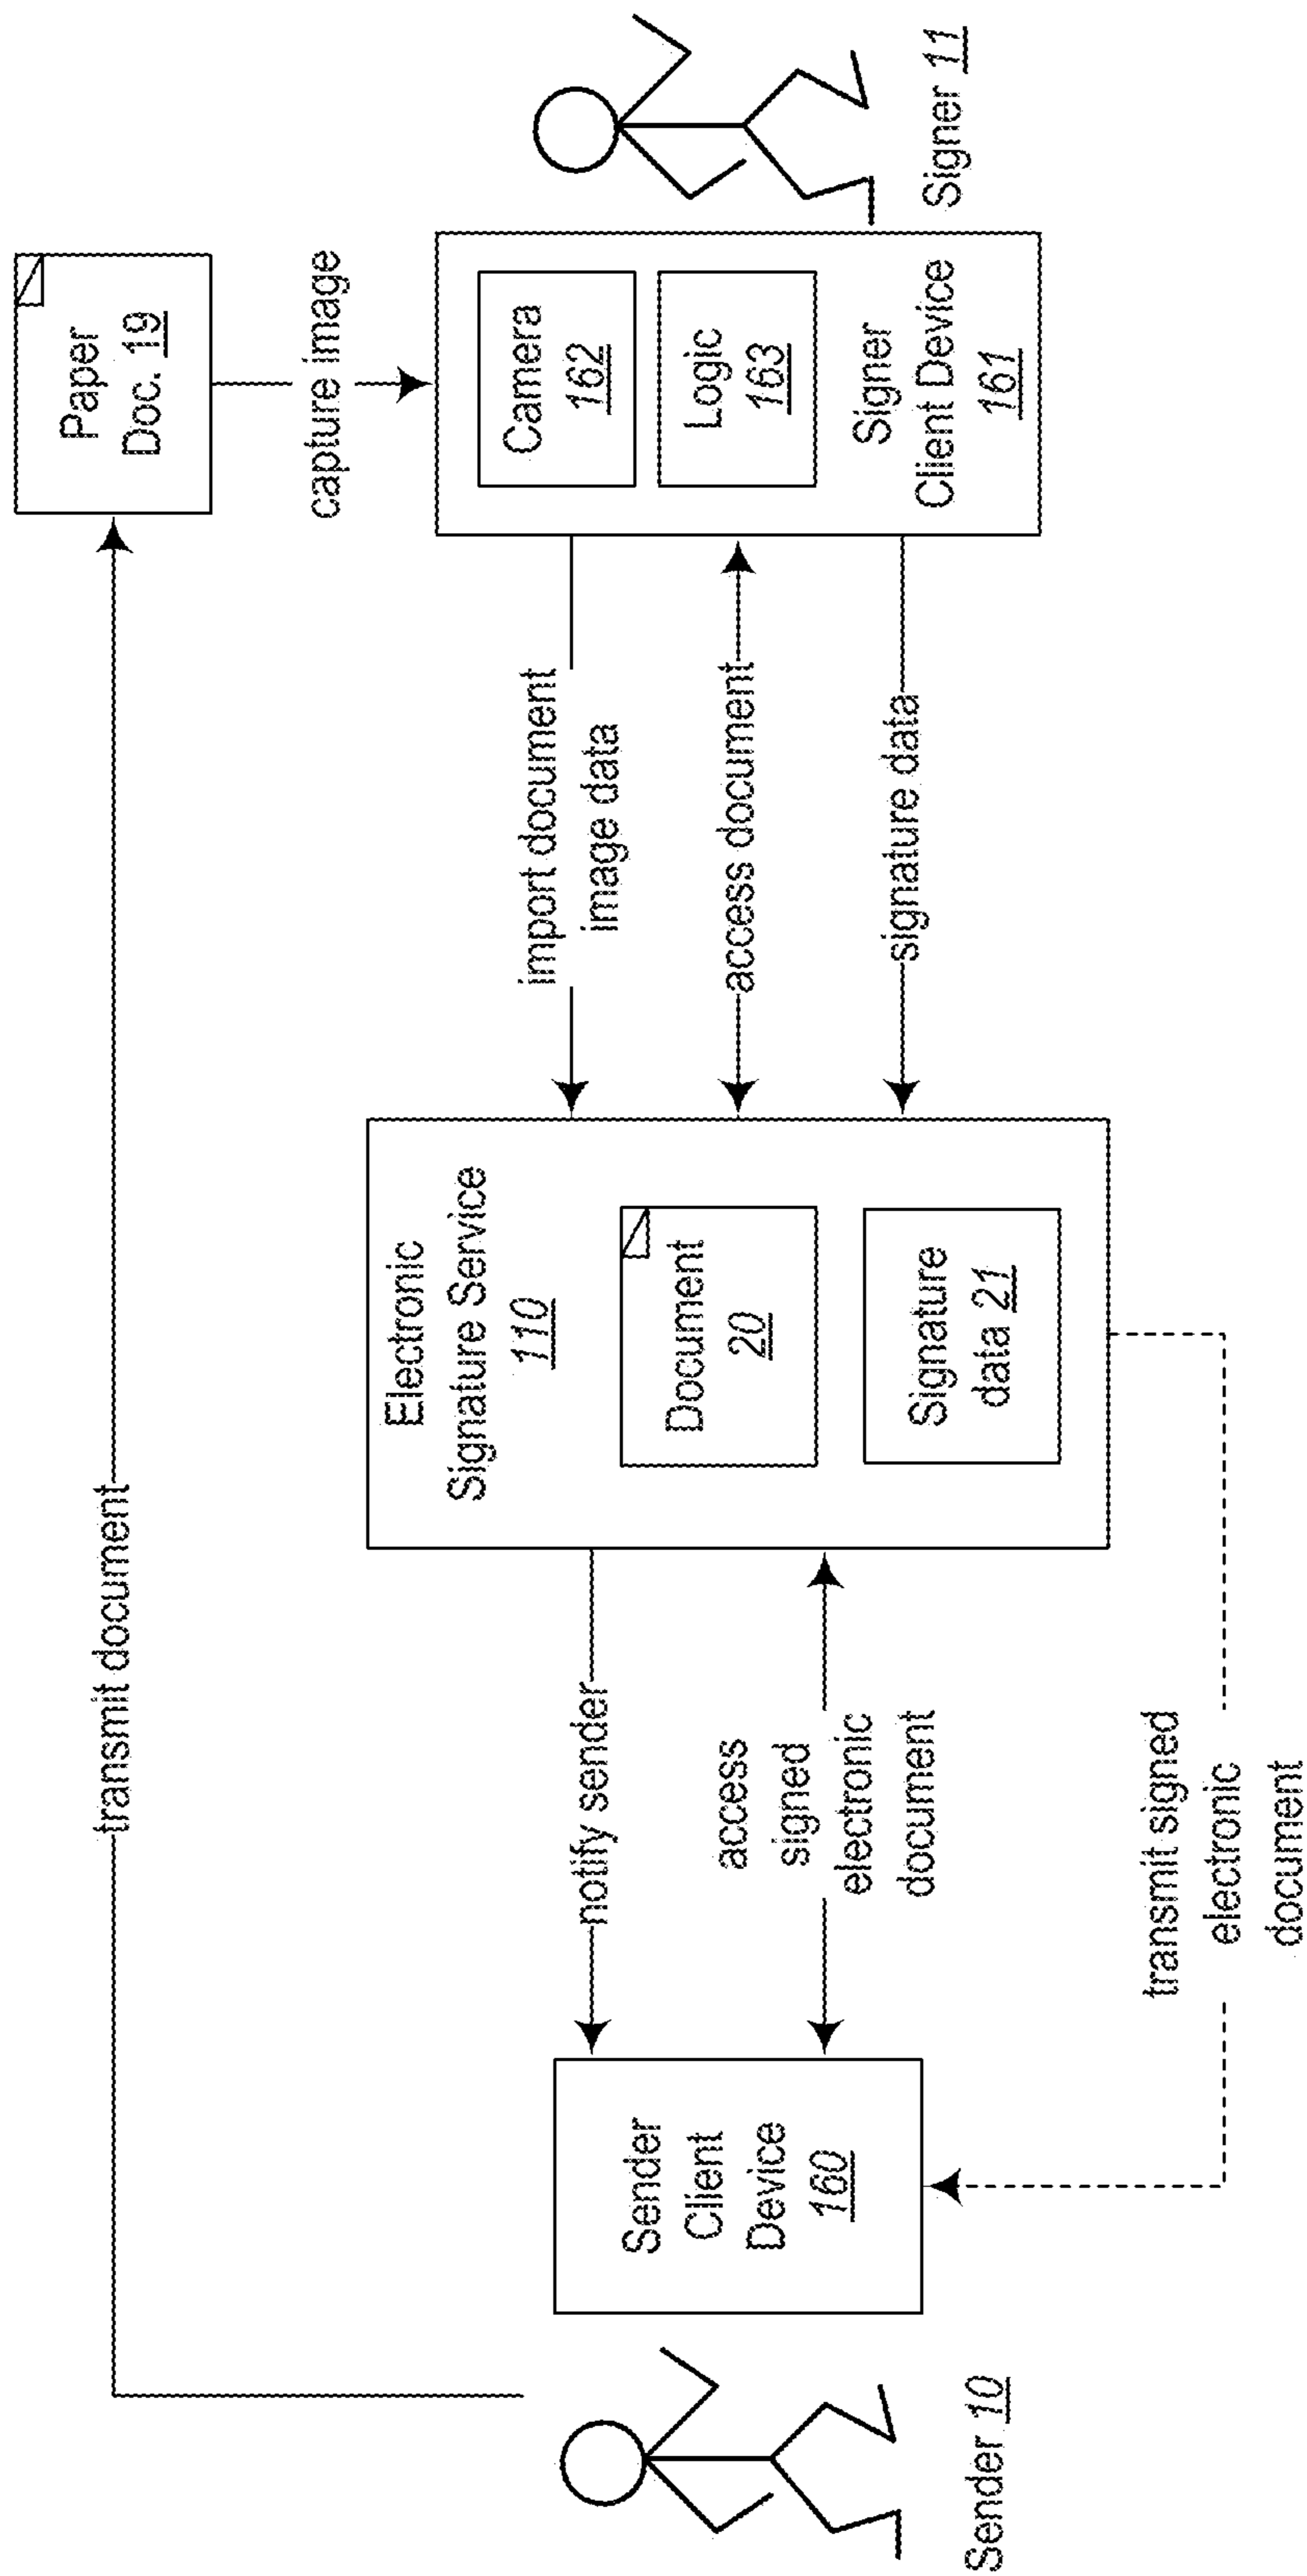 transmit document
Paper
Doc. 19
capture image
Sender 10
Sender
Client
Device
160
notify sender
access
signed
electronic
document
transmit signed
electronic
document
Electronic
Signature Service
110
Document
20
Signature
data 21
import document
image data
access document
signature data
Camera
162
Logic
163
Signer
Client Device
161
Signer 11